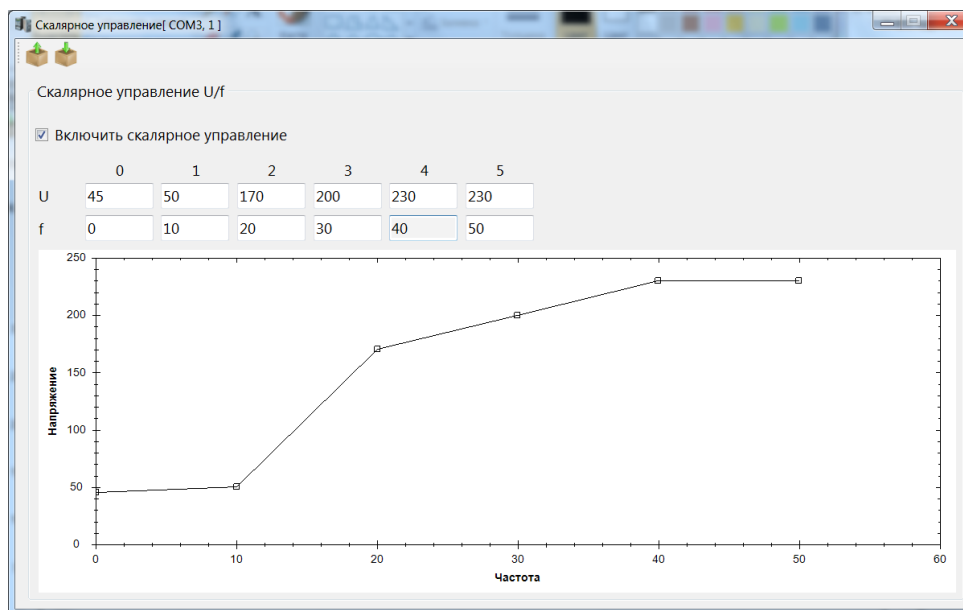 Скалярное управление[ COM3, 1 ]
Скалярное управление U/f
Включить скалярное управление
0 1 2 3 4 5
U 45 50 170 200 230 230
f 0 10 20 30 40 50
250
200
150
100
50
0
Напряжение
0 10 20 30 40 50 60
Частота